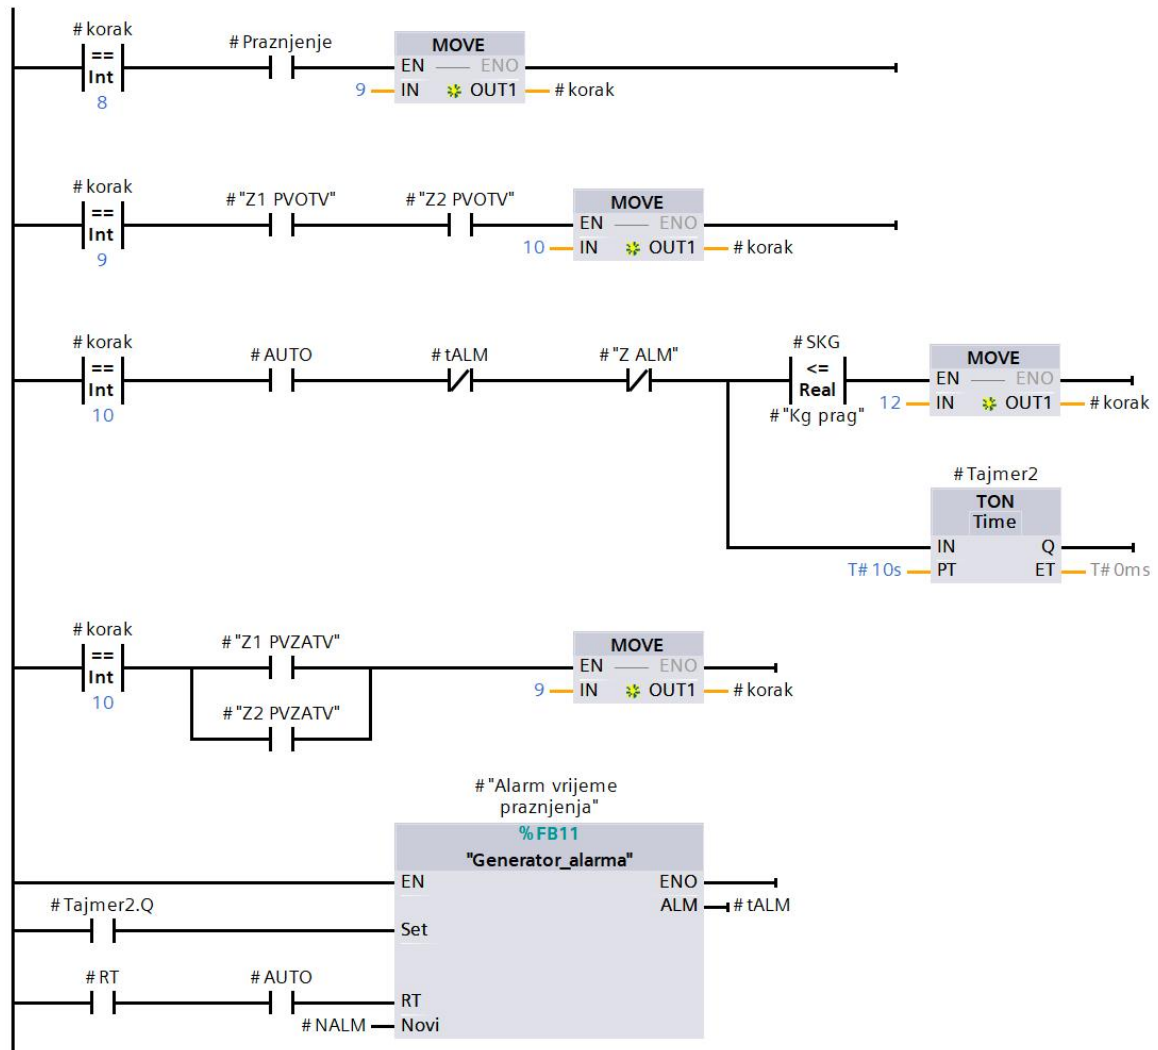 #korak
==
Int
8
#Praznjenje
MOVE
EN ENO
9 IN OUT1 #korak
#korak
==
Int
9
#"Z1 PVOTV"
#"Z2 PVOTV"
MOVE
EN ENO
10 IN OUT1 #korak
#korak
==
Int
10
#AUTO
#tALM
#"Z ALM"
#SKG
<=
Real
#"Kg prag"
MOVE
EN ENO
12 IN OUT1 #korak
#Tajmer2
TON
Time
IN Q
T#10s PT ET T#0ms
#korak
==
Int
10
#"Z1 PVZATV"
#"Z2 PVZATV"
MOVE
EN ENO
9 IN OUT1 #korak
#"Alarm vrijeme
praznjenja"
%FB11
"Generator_alarma"
EN ENO
ALM #tALM
#Tajmer2.Q
Set
#RT
#AUTO
RT
#NALM Novi